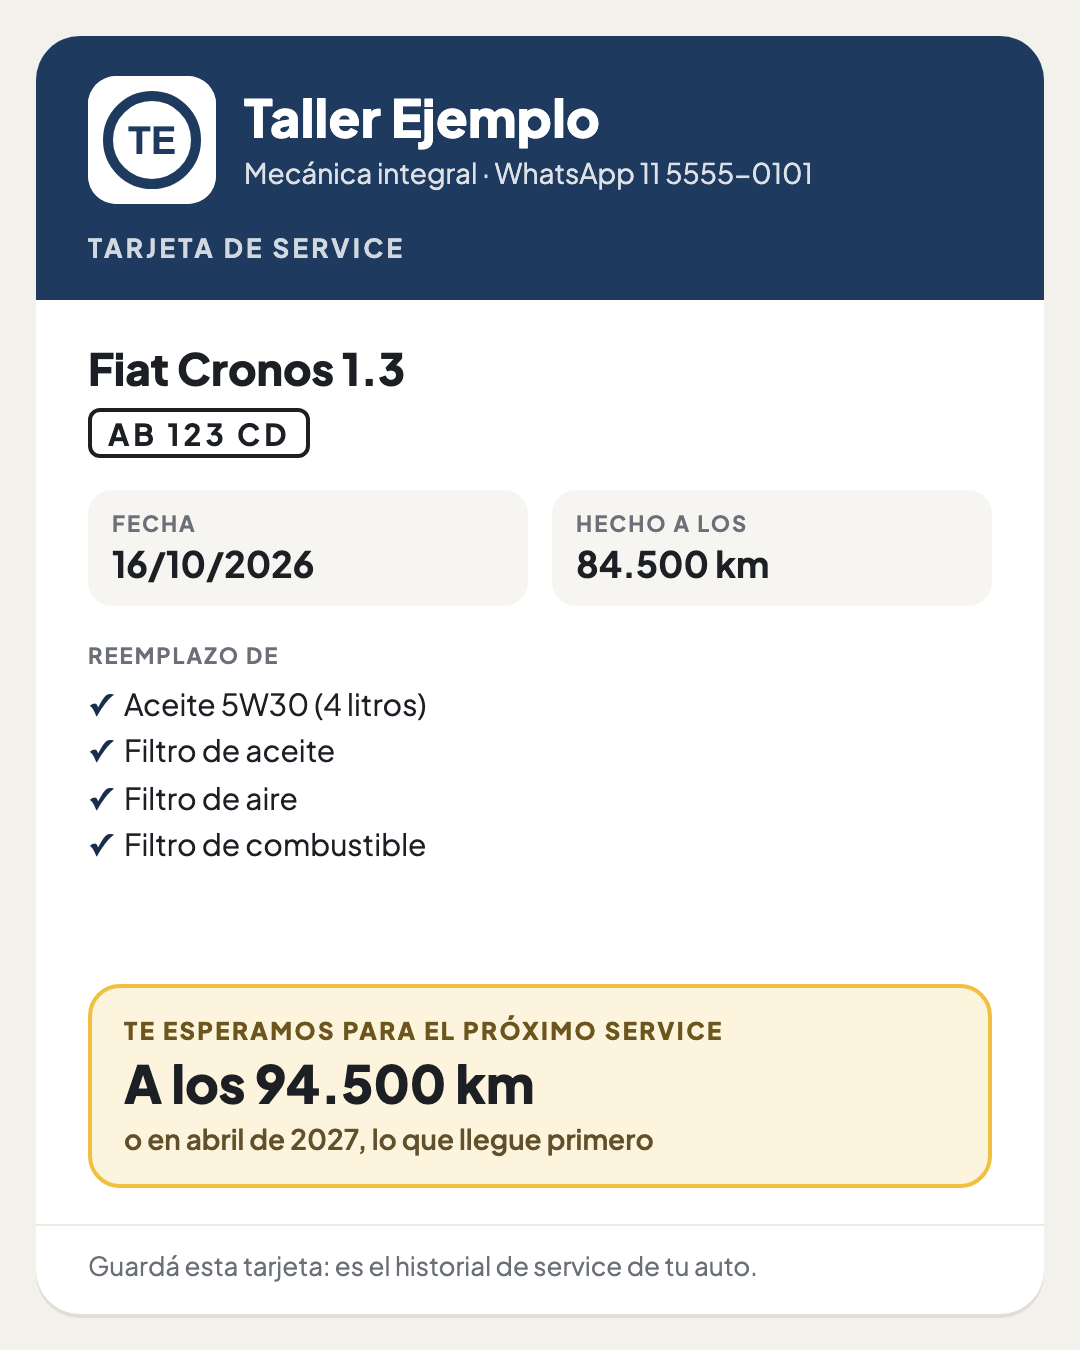 TE
Taller Ejemplo
Mecánica integral · WhatsApp 11 5555-0101
TARJETA DE SERVICE
Fiat Cronos 1.3
AB 123 CD
FECHA
16/10/2026
HECHO A LOS
84.500 km
REEMPLAZO DE
✓ Aceite 5W30 (4 litros)
✓ Filtro de aceite
✓ Filtro de aire
✓ Filtro de combustible
TE ESPERAMOS PARA EL PRÓXIMO SERVICE
A los 94.500 km
o en abril de 2027, lo que llegue primero
Guardá esta tarjeta: es el historial de service de tu auto.